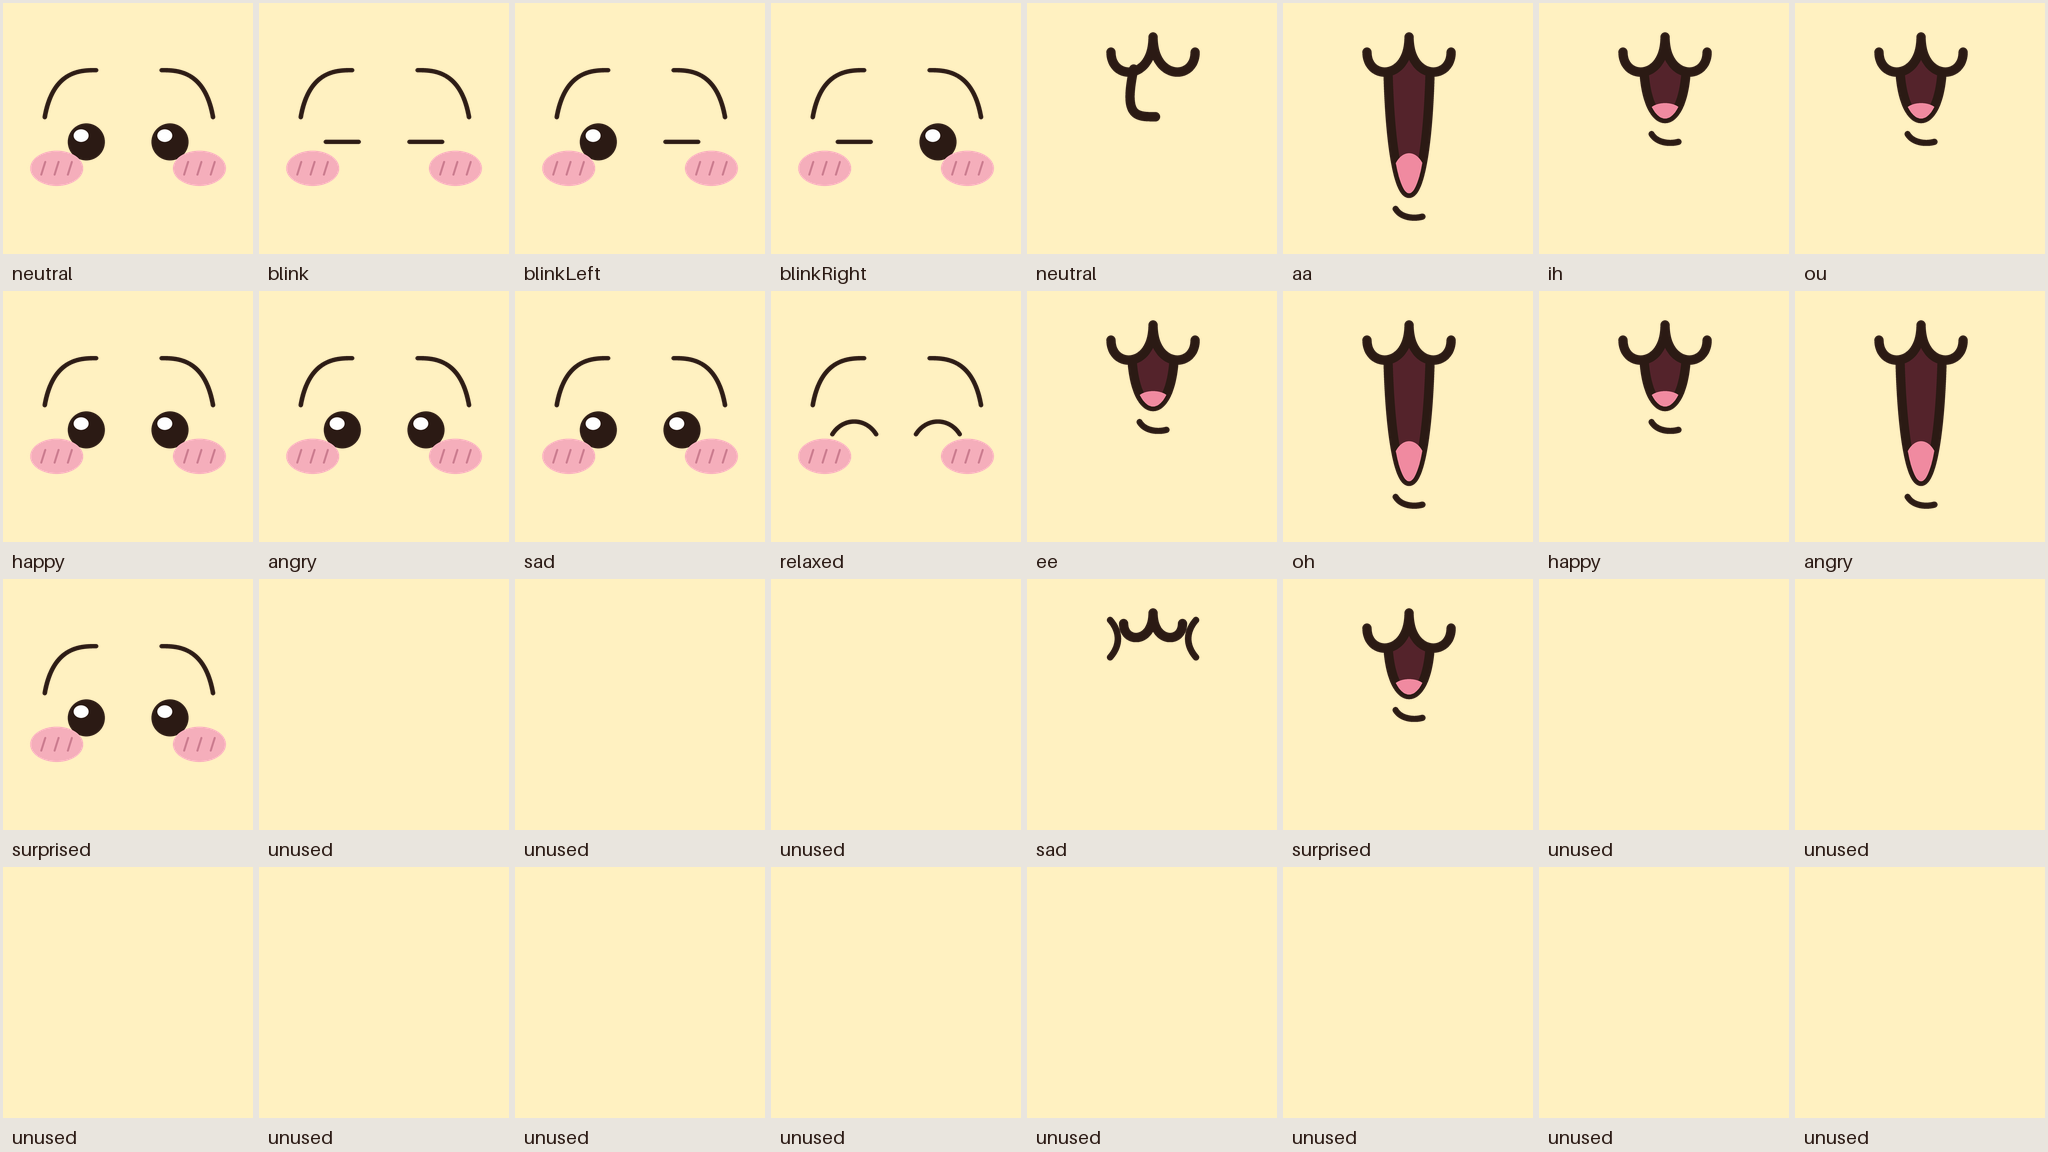 neutral blink blinkLeft blinkRight neutral aa ih ou
happy angry sad relaxed ee oh happy angry
surprised unused unused unused sad surprised unused unused
unused unused unused unused unused unused unused unused